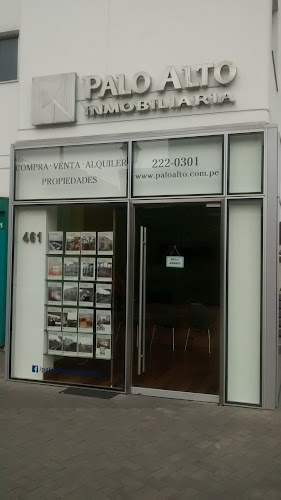 PALO ALTO
INMOBILIARIA
COMPRA - VENTA - ALQUILER
PROPIEDADES
222-0301
www.paloalto.com.pe
461